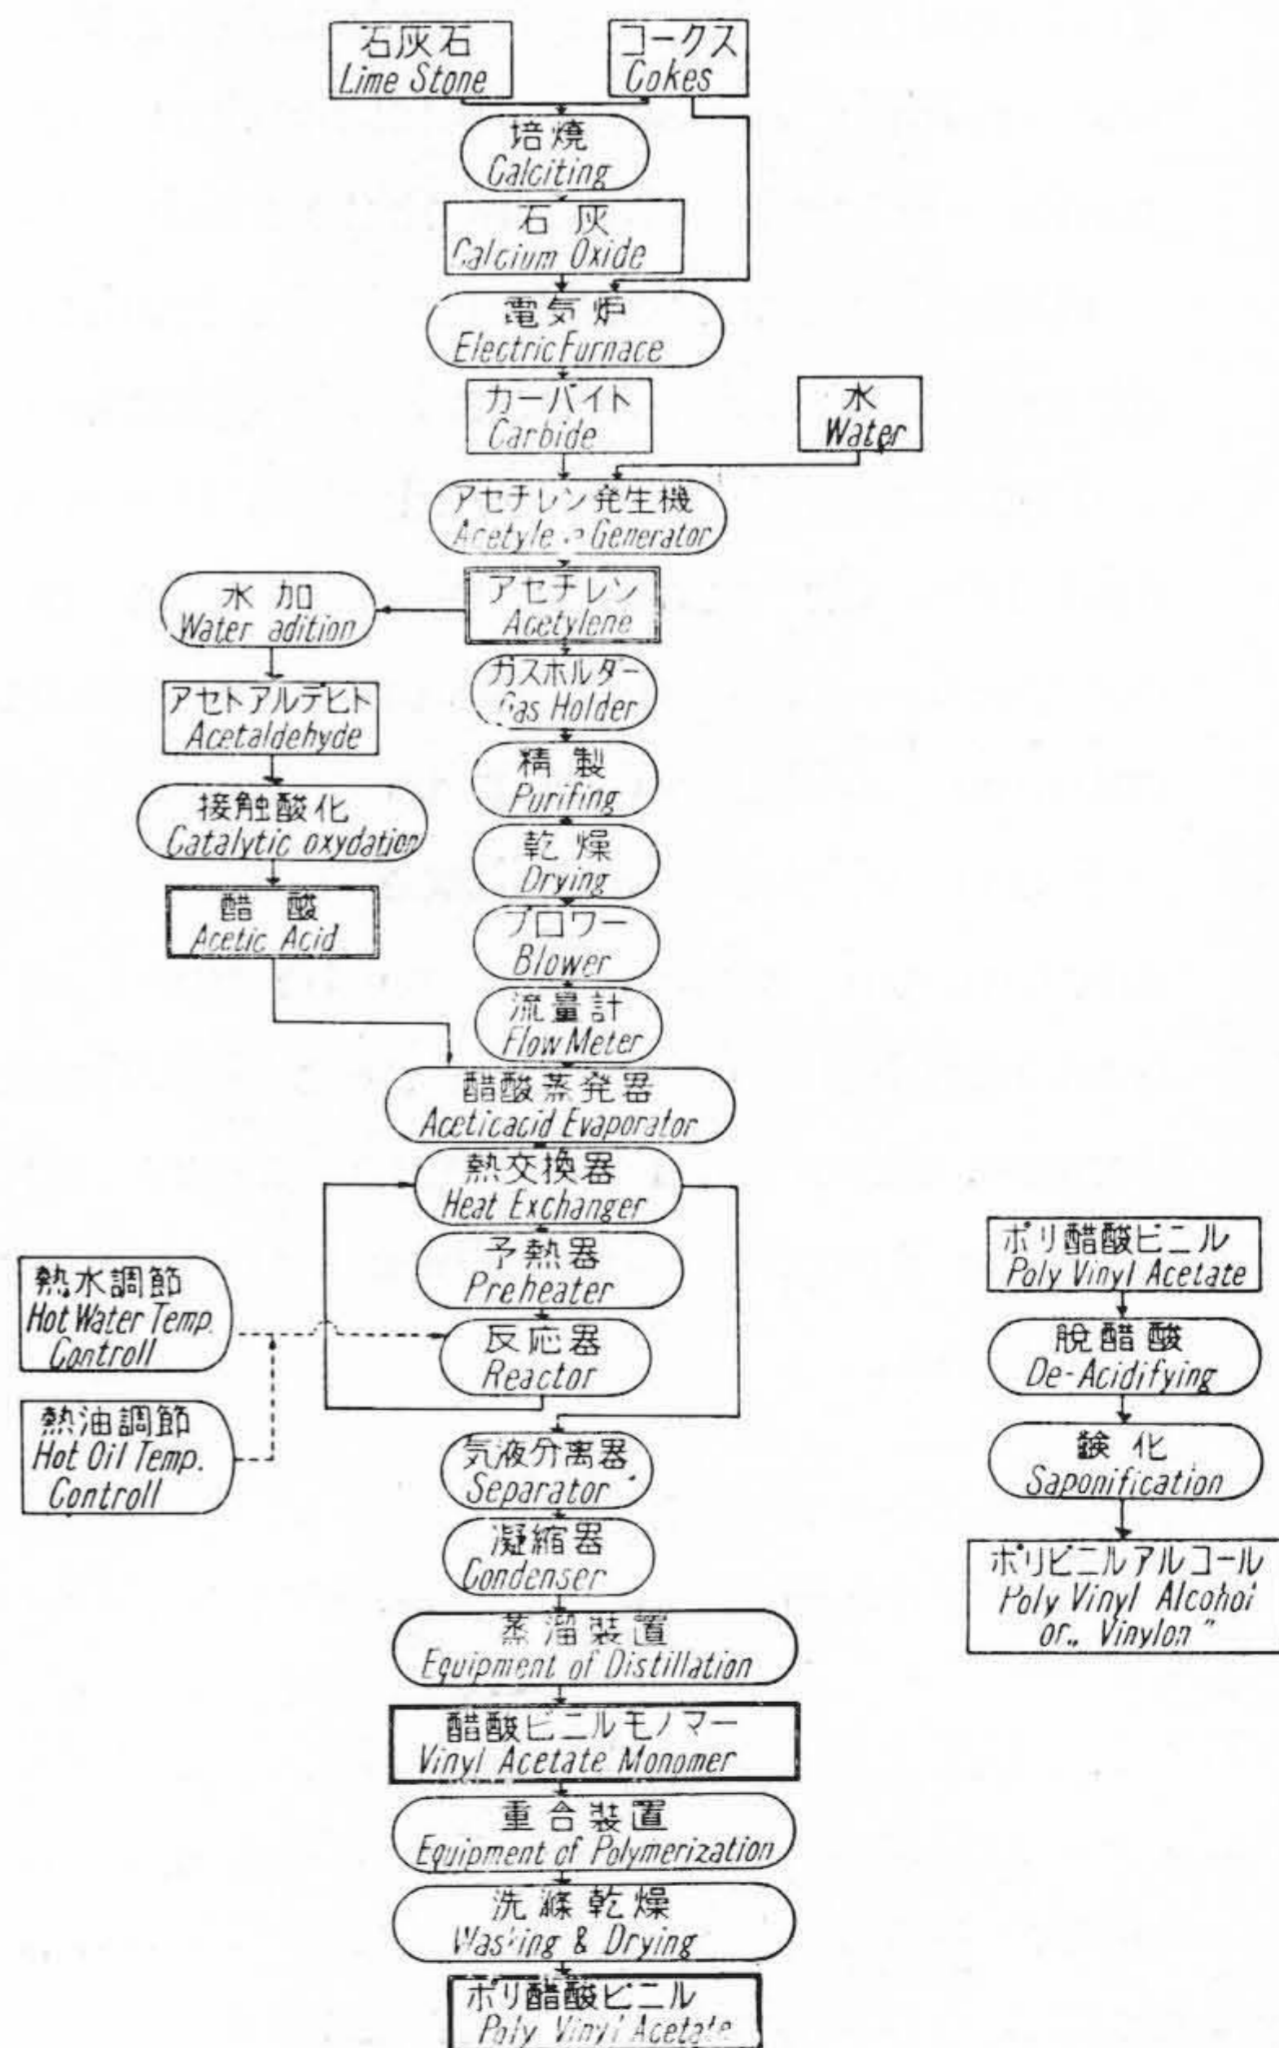 石灰石
Lime Stone
コークス
Cokes
焙焼
Calciting
石灰
Calcium Oxide
電気炉
Electric Furnace
カーバイト
Carbide
水
Water
アセチレン発生機
Generator
水加
Water adition
アセチレン
Acetylene
ガスホルダー
Gas Holder
アセトアルデヒト
Acetaldehyde
精製
Purifing
接触酸化
Catalytic oxydation
乾燥
Drying
醋酸
Acetic Acid
ブロワー
Blower
流量計
Flow Meter
醋酸蒸発器
Aceticacid Evaporator
熱交換器
Heat Exchanger
予熱器
Preheater
熱水調節
Hot Water Temp.
Controll
反応器
Reactor
熱油調節
Hot Oil Temp.
Controll
気液分离器
Separator
凝縮器
Condenser
蒸溜装置
Equipment of Distillation
醋酸ビニルモノマー
Vinyl Acetate Monomer
重合装置
Equipment of Polymerization
洗滌乾燥
Washing & Drying
ポリ醋酸ビニル
Poly Vinyl Acetate
ポリ醋酸ビニル
Poly Vinyl Acetate
脱醋酸
De-Acidifying
鹸化
Saponification
ポリビニルアルコール
Poly Vinyl Alcohol
or „Vinylon"